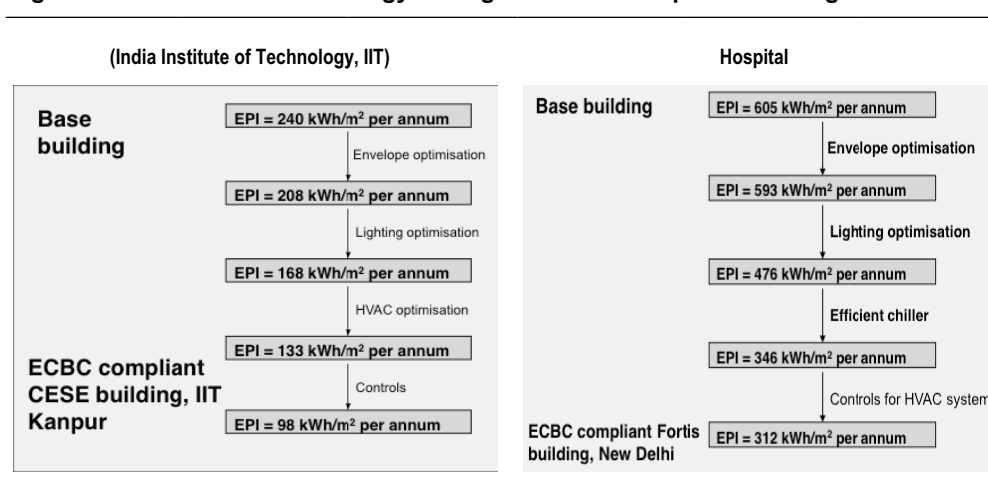 (India Institute of Technology, IIT)
Base
building
EPI = 240 kWh/m² per annum
Envelope optimisation
EPI = 208 kWh/m² per annum
Lighting optimisation
EPI = 168 kWh/m² per annum
HVAC optimisation
EPI = 133 kWh/m² per annum
Controls
ECBC compliant
CESE building, IIT
Kanpur
EPI = 98 kWh/m² per annum
Hospital
Base building
EPI = 605 kWh/m² per annum
Envelope optimisation
EPI = 593 kWh/m² per annum
Lighting optimisation
EPI = 476 kWh/m² per annum
Efficient chiller
EPI = 346 kWh/m² per annum
Controls for HVAC system
ECBC compliant Fortis
building, New Delhi
EPI = 312 kWh/m² per annum